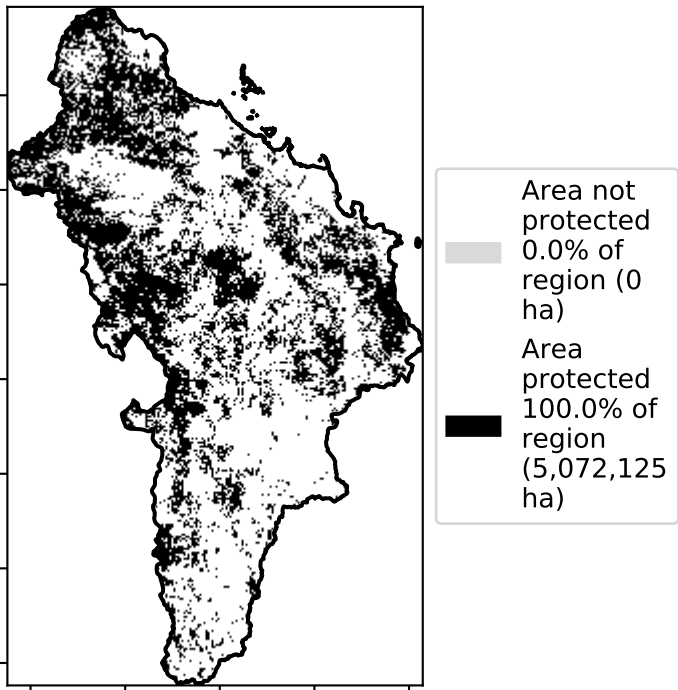 Area not
protected
0.0% of
region (0
ha)
Area
protected
100.0% of
region
(5,072,125
ha)